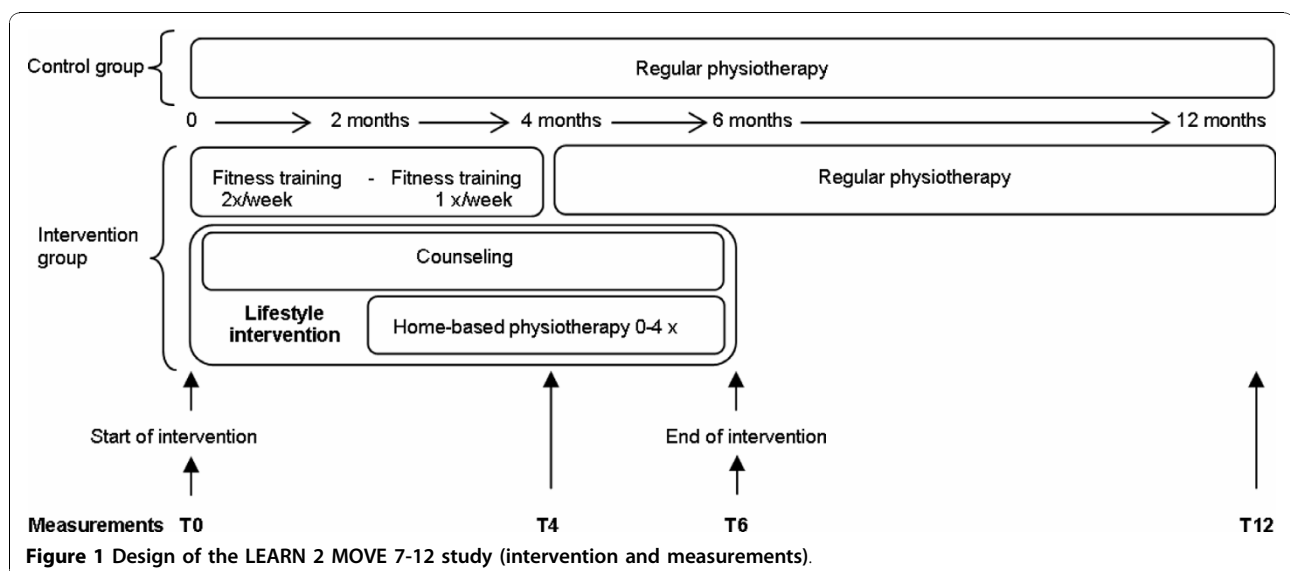 Control group
Regular physiotherapy
0 2 months 4 months 6 months 12 months
Intervention
group
Fitness training - Fitness training
2x/week 1 x/week
Regular physiotherapy
Counseling
Lifestyle
intervention
Home-based physiotherapy 0-4 x
Start of intervention
End of intervention
Measurements T0 T4 T6 T12
Figure 1 Design of the LEARN 2 MOVE 7-12 study (intervention and measurements).